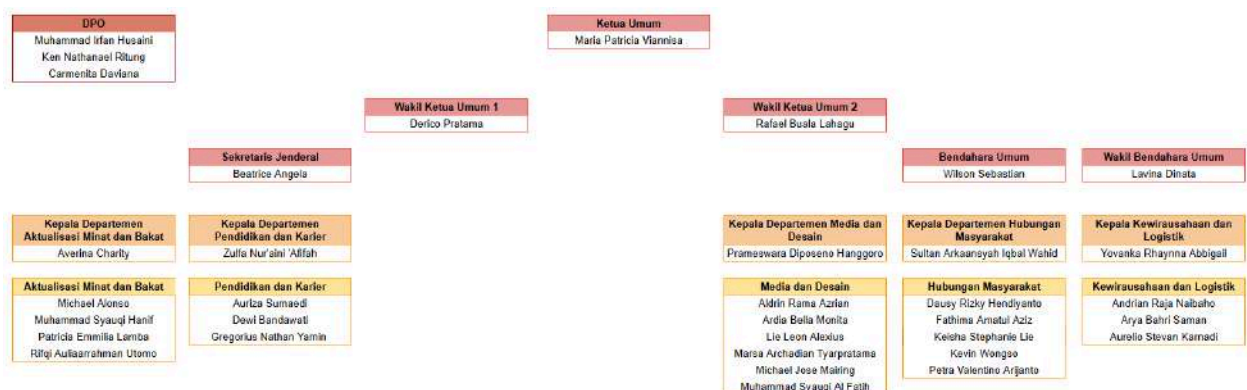 DPO
Muhammad Irfan Husaini
Ken Nathanael Ritung
Carmenita Daviana
Ketua Umum
Maria Patricia Viannisa
Wakil Ketua Umum 1
Derico Pratama
Wakil Ketua Umum 2
Rafael Buala Lahagu
Sekretaris Jenderal
Beatrice Angela
Bendahara Umum
Wilson Sebastian
Wakil Bendahara Umum
Lavina Dinata
Kepala Departemen
Aktualisasi Minat dan Bakat
Averina Charity
Kepala Departemen
Pendidikan dan Karier
Zulfa Nur'aini 'Afifah
Kepala Departemen Media dan
Desain
Prameswara Diposeno Hanggoro
Kepala Departemen Hubungan
Masyarakat
Sultan Arkaansyah Iqbal Wahid
Kepala Kewirausahaan dan
Logistik
Yovanka Rhaynna Abbigail
Aktualisasi Minat dan Bakat
Michael Alonso
Muhammad Syauqi Hanif
Patricia Emmilia Lamba
Rifqi Auliaarrahman Utomo
Pendidikan dan Karier
Auriza Sumaedi
Dewi Bandawati
Gregorius Nathan Yamin
Media dan Desain
Aldrin Rama Azrian
Ardia Bella Monita
Lie Leon Alexius
Marsa Archadian Tyarpratama
Michael Jose Mairing
Muhammad Syauqi Al Fatih
Hubungan Masyarakat
Dausy Rizky Hendiyanto
Fathima Amatul Aziz
Keisha Stephanie Lie
Kevin Wongso
Petra Valentino Arijanto
Kewirausahaan dan Logistik
Andrian Raja Naibaho
Arya Bahri Saman
Aurelio Stevan Karnadi